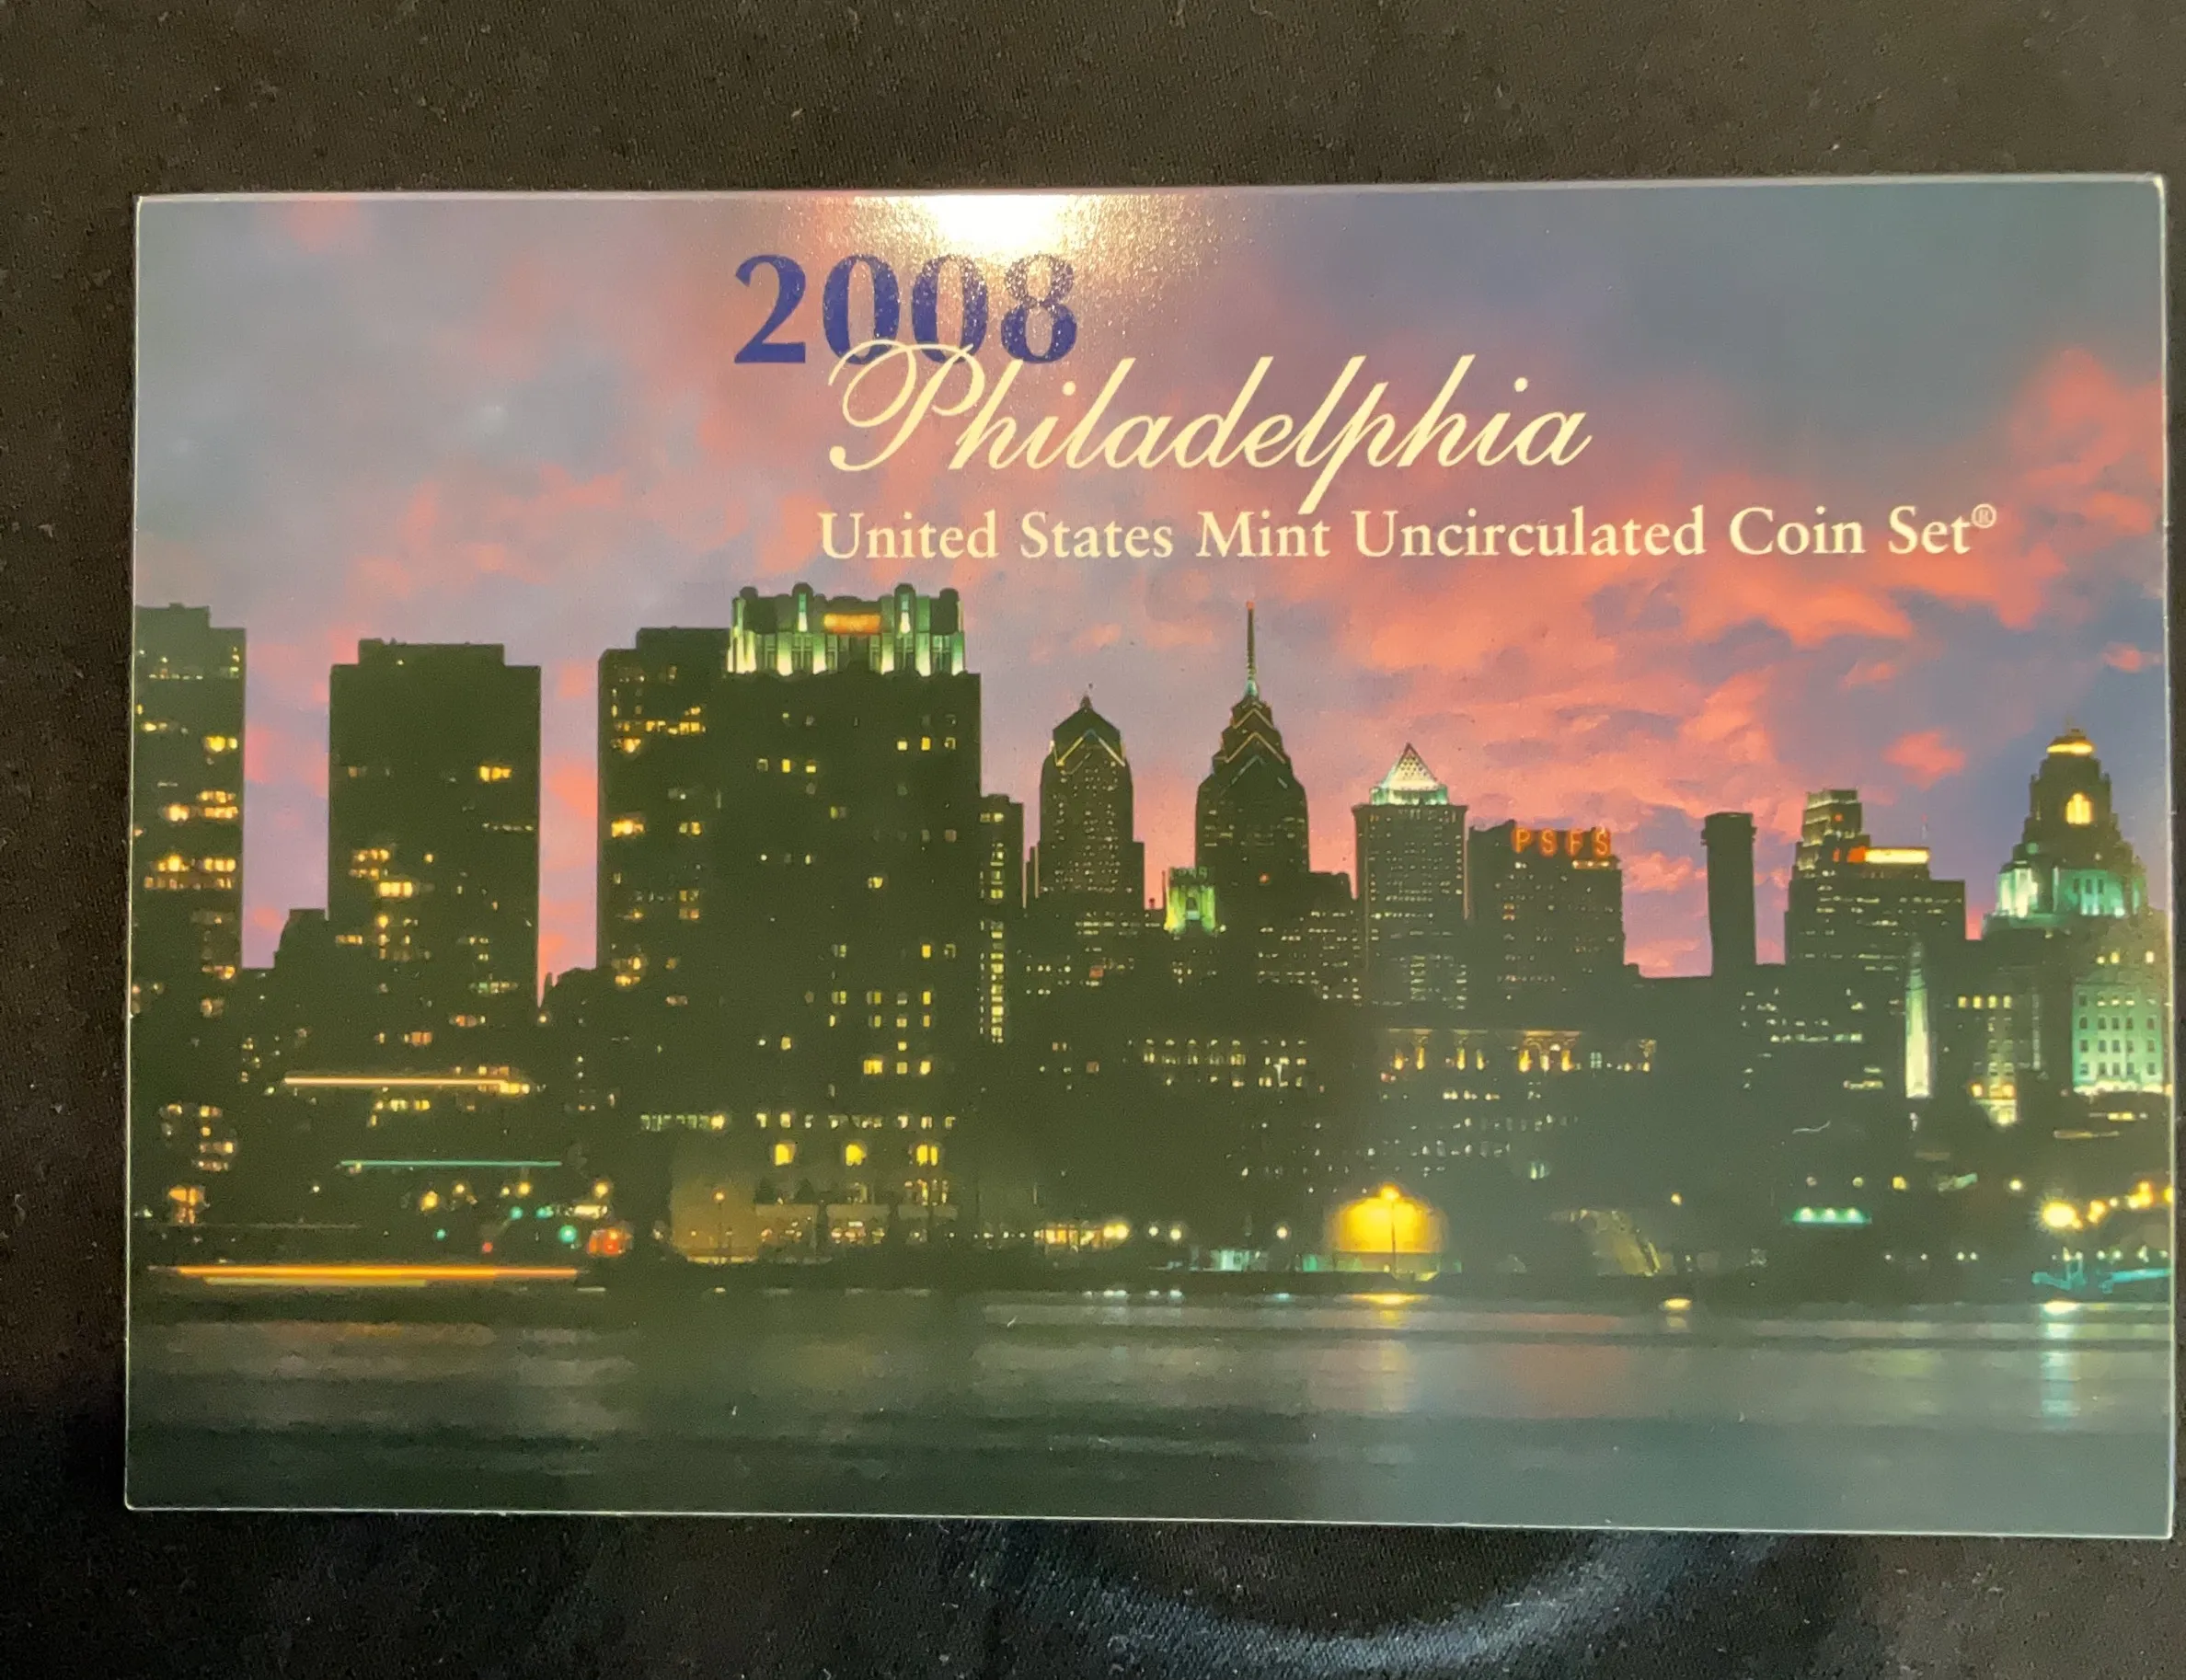 2008
Philadelphia
United States Mint Uncirculated Coin Set®
PSFS